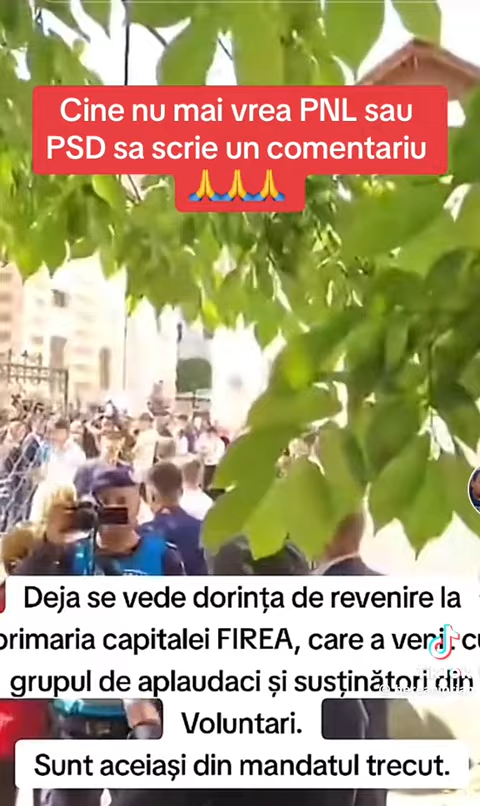 Cine nu mai vrea PNL sau
PSD sa scrie un comentariu
🙏🙏🙏
Deja se vede dorința de revenire la
primaria capitalei FIREA, care a venit cu
grupul de aplaudaci și susținători din
Voluntari.
Sunt aceiași din mandatul trecut.